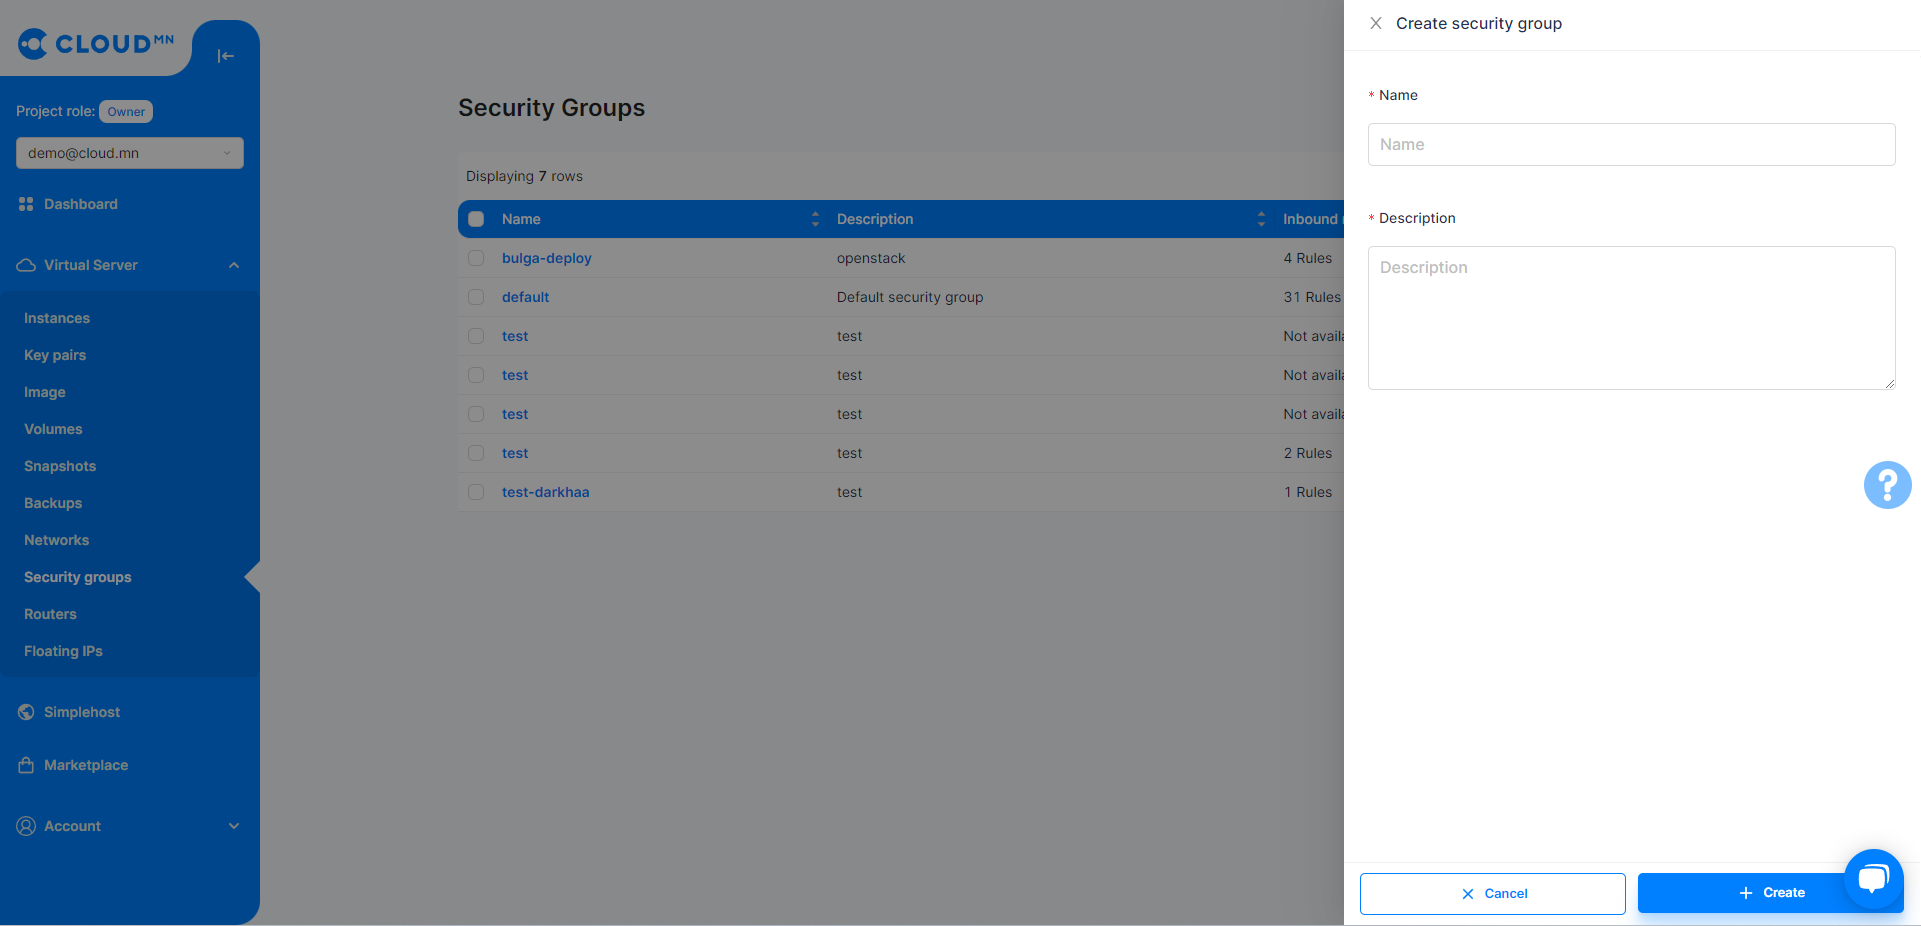 CLOUD MN
Project role: Owner
demo@cloud.mn
Dashboard
Virtual Server
Instances
Key pairs
Image
Volumes
Snapshots
Backups
Networks
Security groups
Routers
Floating IPs
Simplehost
Marketplace
Account
Security Groups
Displaying 7 rows
Name Description Inbound
bulga-deploy openstack 4 Rules
default Default security group 31 Rules
test test Not
test test Not
test test Not
test test 2 Rules
test-darkhaa test 1 Rules
Create security group
* Name
Name
* Description
Description
?
Cancel
Create